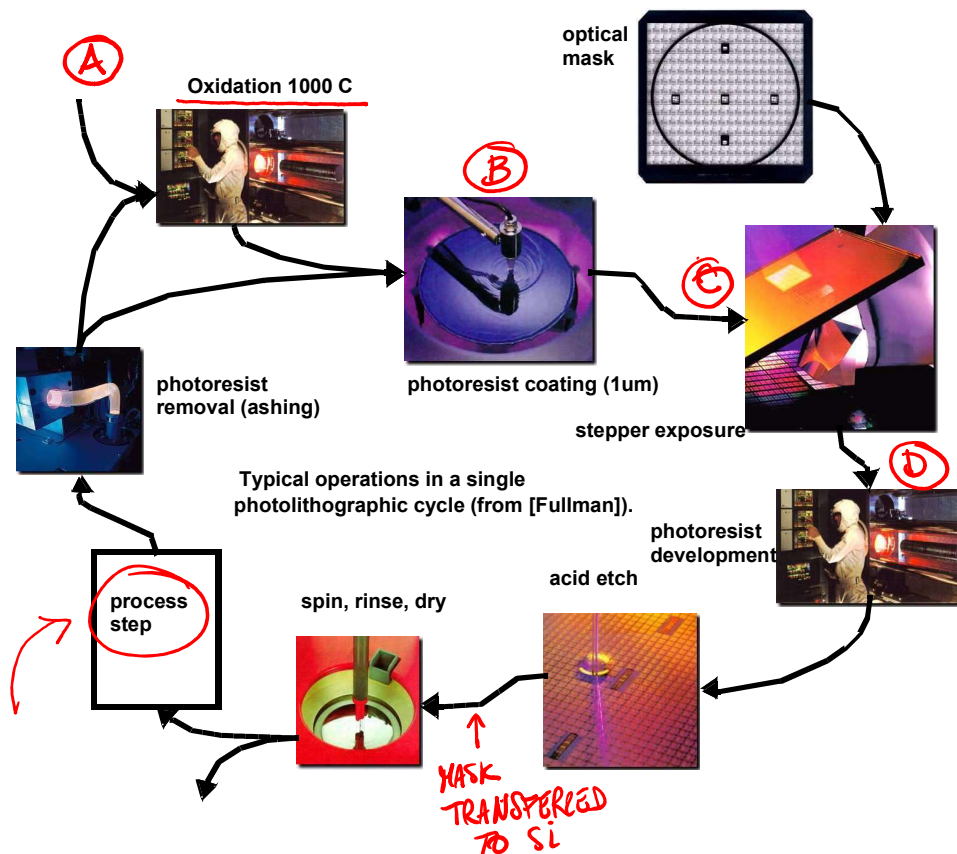 optical
mask
A
Oxidation 1000 C
B
C
photoresist
removal (ashing)
photoresist coating (1um)
stepper exposure
D
Typical operations in a single
photolithographic cycle (from [Fullman]).
photoresist
development
acid etch
process
step
spin, rinse, dry
MASK
TRANSFERCED
TO Si